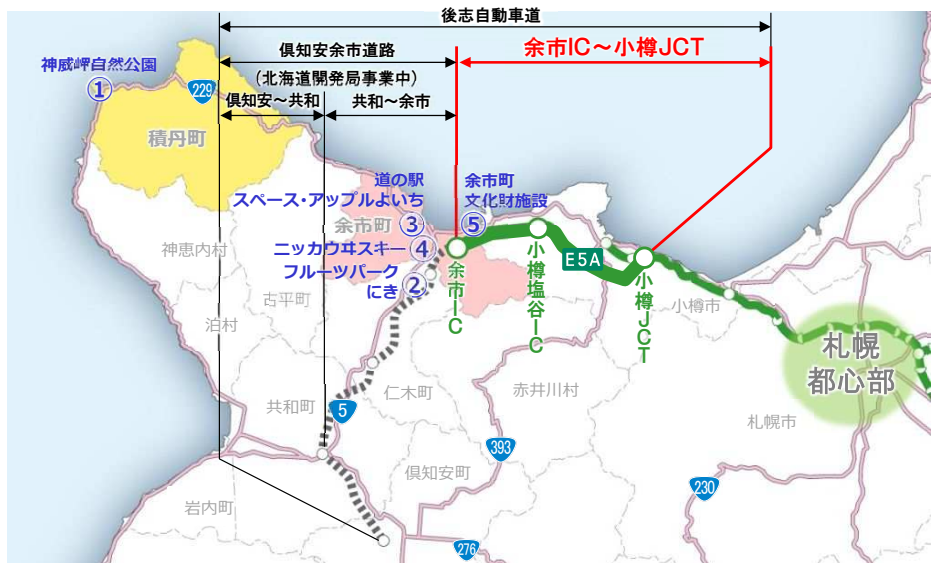 後志自動車道
倶知安余市道路
余市IC～小樽JCT
(北海道開発局事業中)
倶知安～共和
共和～余市
神威岬自然公園
①
229
積丹町
道の駅
スペース・アップルよいち
③
余市町
文化財施設
⑤
余市町
ニッカウヰスキー
④
フルーツパーク
にき
②
神恵内村
古平町
泊村
余市IC
小樽塩谷IC
E5A
小樽JCT
小樽市
札幌
都心部
共和町
5
仁木町
赤井川村
札幌市
393
倶知安町
230
岩内町
276